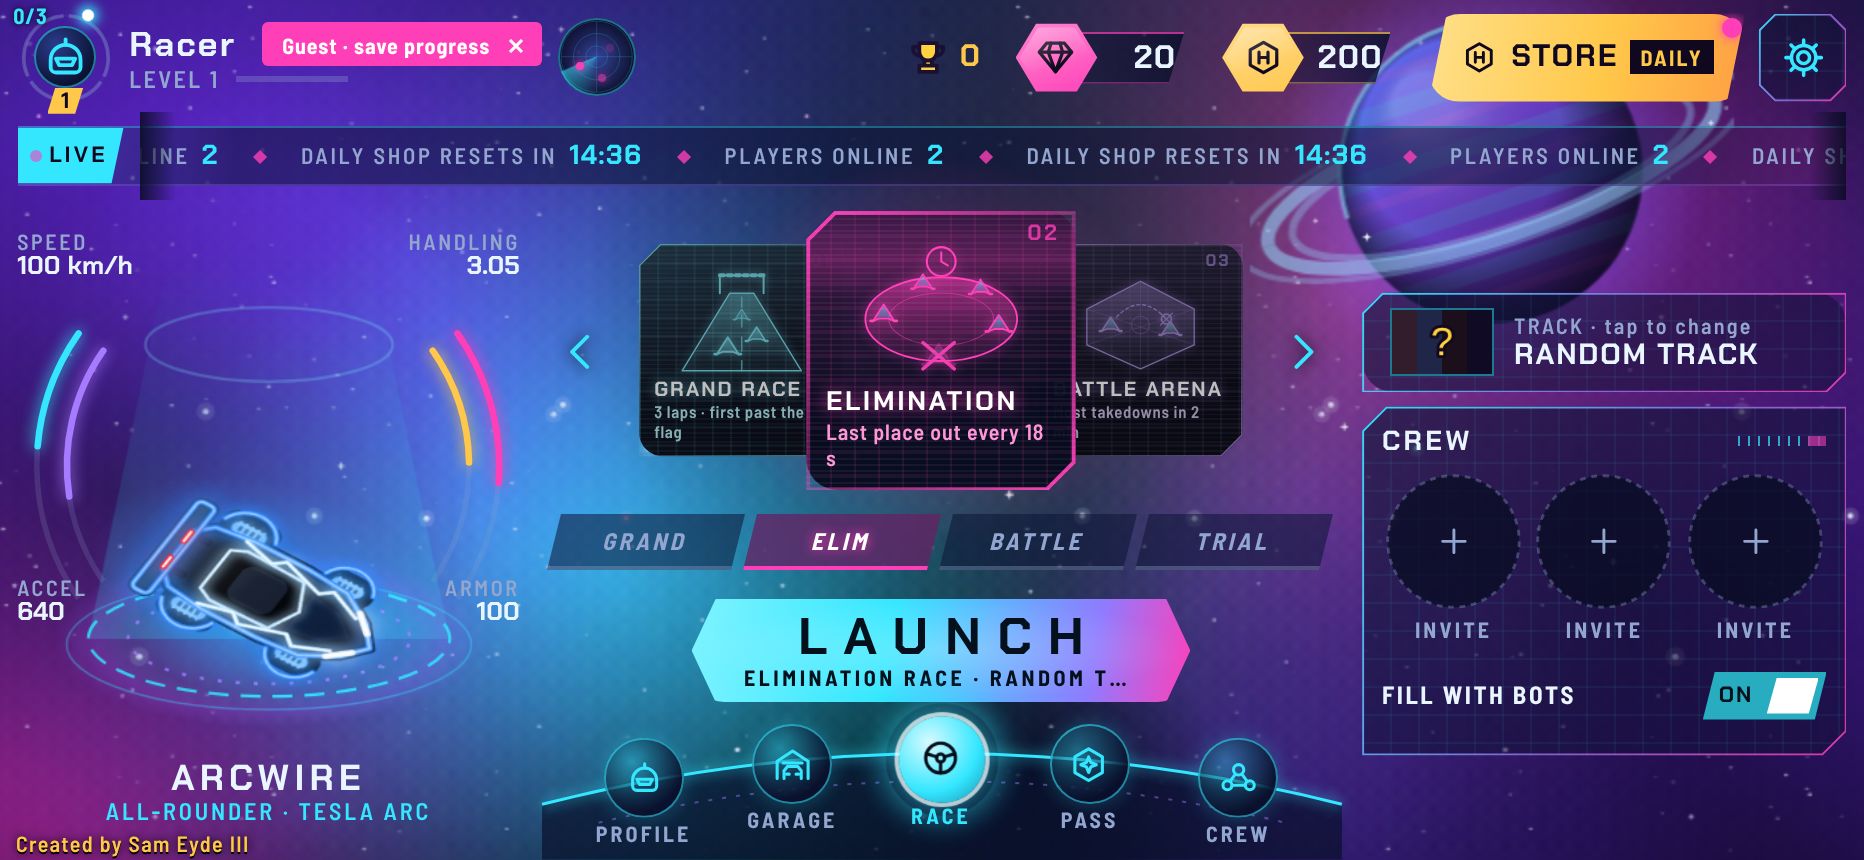 0/3
Racer
LEVEL 1
1
Guest · save progress ✕
0
20
200
STORE DAILY
LIVE
2 ◆ DAILY SHOP RESETS IN 14:36 ◆ PLAYERS ONLINE 2 ◆ DAILY SHOP RESETS IN 14:36 ◆ PLAYERS ONLINE 2 ◆ DAILY
SPEED
100 km/h
HANDLING
3.05
ACCEL
640
ARMOR
100
ARCWIRE
ALL-ROUNDER · TESLA ARC
Created by Sam Eyde III
GRAND RACE
3 laps · first past the
flag
02
ELIMINATION
Last place out every 18
s
03
ARENA
takedowns in 2
GRAND
ELIM
BATTLE
TRIAL
LAUNCH
ELIMINATION RACE · RANDOM T...
PROFILE
GARAGE
RACE
PASS
CREW
?
TRACK · tap to change
RANDOM TRACK
CREW
INVITE
INVITE
INVITE
FILL WITH BOTS
ON